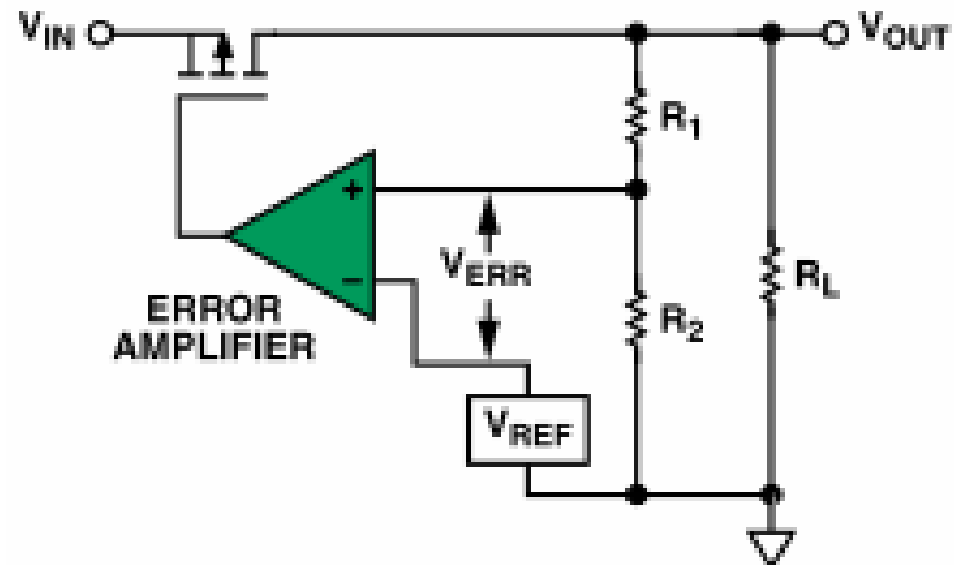 VIN
VOUT
R1
+
VERR
−
RL
ERROR
AMPLIFIER
R2
VREF